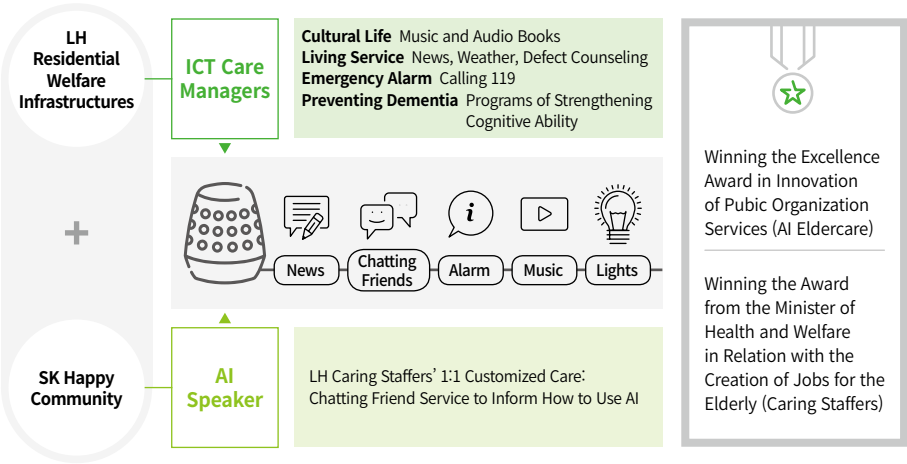 LH
Residential
Welfare
Infrastructures
ICT Care
Managers
Cultural Life Music and Audio Books
Living Service News, Weather, Defect Counseling
Emergency Alarm Calling 119
Preventing Dementia Programs of Strengthening
Cognitive Ability
+
i
News
Chatting
Friends
Alarm
Music
Lights
SK Happy
Community
AI
Speaker
LH Caring Staffers' 1:1 Customized Care:
Chatting Friend Service to Inform How to Use AI
Winning the Excellence
Award in Innovation
of Pubic Organization
Services (AI Eldercare)
Winning the Award
from the Minister of
Health and Welfare
in Relation with the
Creation of Jobs for the
Elderly (Caring Staffers)